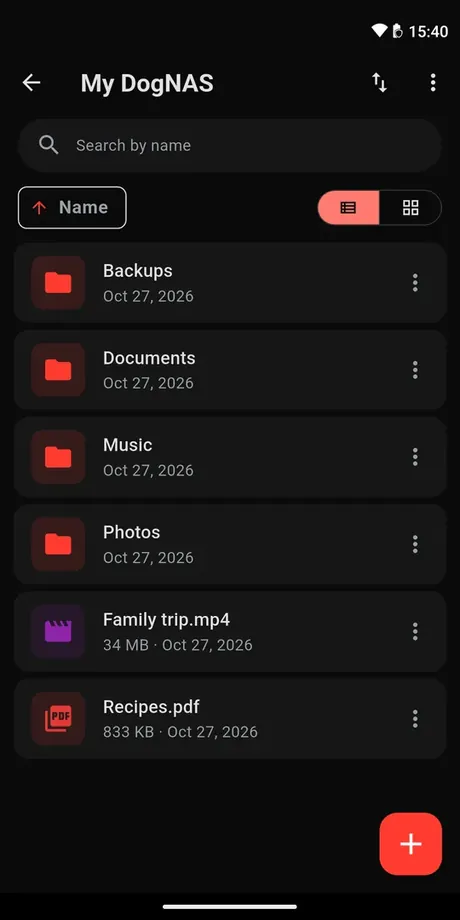 15:40
My DogNAS
Search by name
Name
Backups
Oct 27, 2026
Documents
Oct 27, 2026
Music
Oct 27, 2026
Photos
Oct 27, 2026
Family trip.mp4
34 MB · Oct 27, 2026
PDF
Recipes.pdf
833 KB · Oct 27, 2026